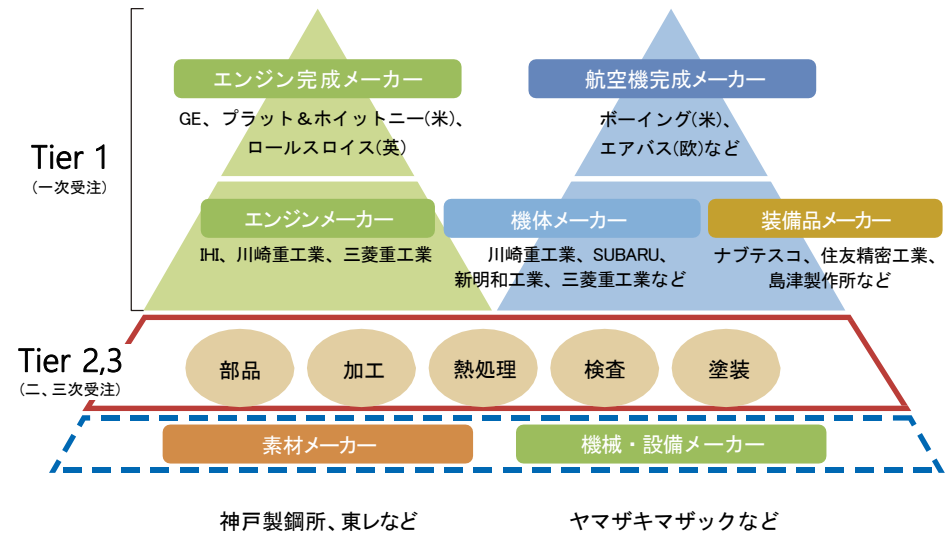 エンジン完成メーカー
GE、プラット＆ホイットニー(米)、
ロールスロイス(英)
航空機完成メーカー
ボーイング(米)、
エアバス(欧)など
Tier 1
(一次受注)
エンジンメーカー
IHI、川崎重工業、三菱重工業
機体メーカー
川崎重工業、SUBARU、
新明和工業、三菱重工業など
装備品メーカー
ナブテスコ、住友精密工業、
島津製作所など
Tier 2,3
(二、三次受注)
部品
加工
熱処理
検査
塗装
素材メーカー
機械・設備メーカー
神戸製鋼所、東レなど
ヤマザキマザックなど